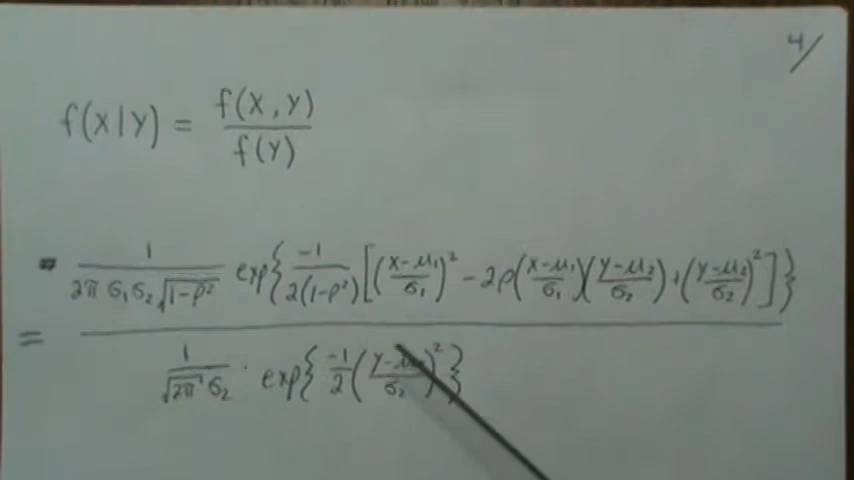 4/
f(X|Y) = f(X,Y) / f(Y)
= 1/(2π σ₁σ₂√(1-ρ²)) exp{ -1/(2(1-ρ²)) [ ((x-μ₁)/σ₁)² - 2ρ((x-μ₁)/σ₁)((y-μ₂)/σ₂) + ((y-μ₂)/σ₂)² ] }
1/(√(2π) σ₂) · exp{ -1/2 ((y-μ₂)/σ₂)² }